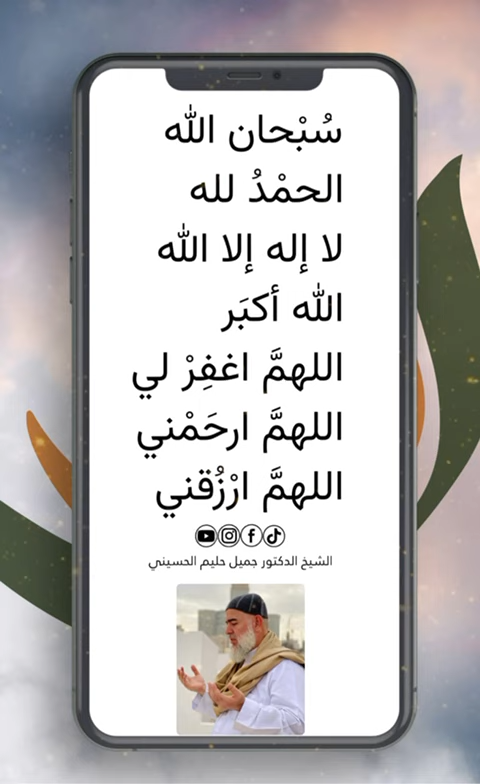 سُبْحان الله
الحمْدُ لله
لا إله إلا الله
الله أكبَر
اللهمَّ اغفِرْ لي
اللهمَّ ارحَمْني
اللهمَّ ارْزُقني
الشيخ الدكتور جميل حليم الحسيني